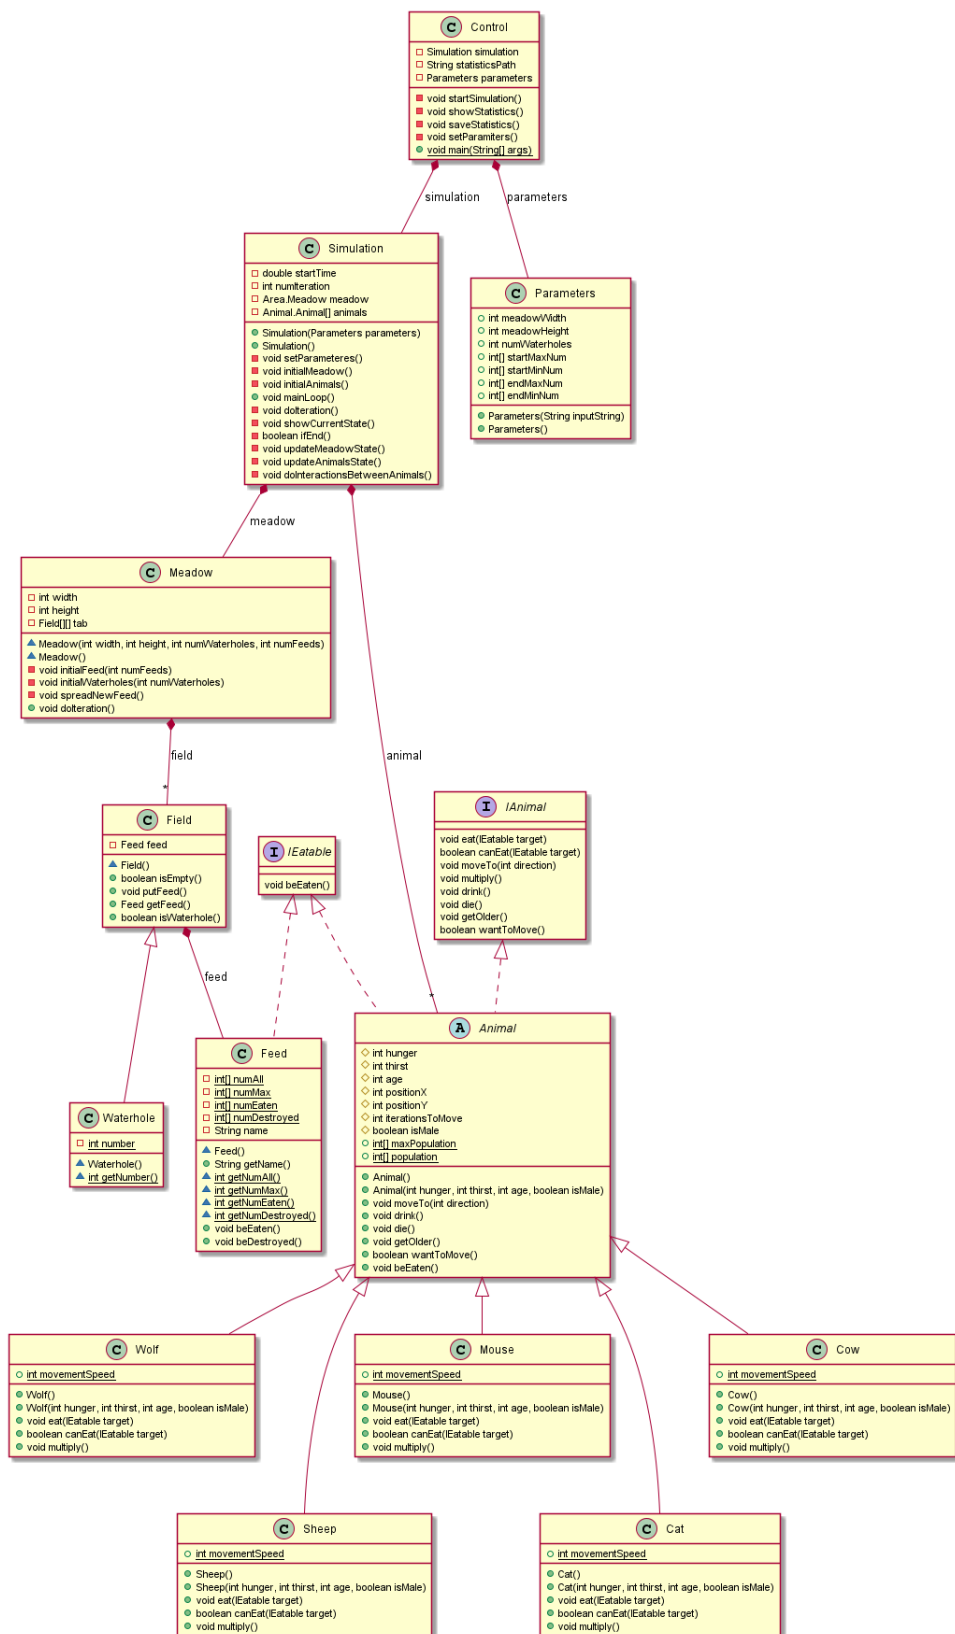 C Control
Simulation simulation
String statisticsPath
Parameters parameters
void startSimulation()
void showStatistics()
void saveStatistics()
void setParamiters()
void main(String[] args)
simulation
parameters
C Simulation
double startTime
int numIteration
Area.Meadow meadow
Animal.Animal[] animals
Simulation(Parameters parameters)
Simulation()
void setParameteres()
void initialMeadow()
void initialAnimals()
void mainLoop()
void doIteration()
void showCurrentState()
boolean ifEnd()
void updateMeadowState()
void updateAnimalsState()
void doInteractionsBetweenAnimals()
C Parameters
int meadowWidth
int meadowHeight
int numWaterholes
int[] startMaxNum
int[] startMinNum
int[] endMaxNum
int[] endMinNum
Parameters(String inputString)
Parameters()
meadow
C Meadow
int width
int height
Field[][] tab
Meadow(int width, int height, int numWaterholes, int numFeeds)
Meadow()
void initialFeed(int numFeeds)
void initialWaterholes(int numWaterholes)
void spreadNewFeed()
void doIteration()
field
*
animal
*
C Field
Feed feed
Field()
boolean isEmpty()
void putFeed()
Feed getFeed()
boolean isWaterhole()
I IEatable
void beEaten()
I IAnimal
void eat(IEatable target)
boolean canEat(IEatable target)
void moveTo(int direction)
void multiply()
void drink()
void die()
void getOlder()
boolean wantToMove()
feed
C Waterhole
int number
Waterhole()
int getNumber()
C Feed
int[] numAll
int[] numMax
int[] numEaten
int[] numDestroyed
String name
Feed()
String getName()
int getNumAll()
int getNumMax()
int getNumEaten()
int getNumDestroyed()
void beEaten()
void beDestroyed()
A Animal
int hunger
int thirst
int age
int positionX
int positionY
int iterationsToMove
boolean isMale
int[] maxPopulation
int[] population
Animal()
Animal(int hunger, int thirst, int age, boolean isMale)
void moveTo(int direction)
void drink()
void die()
void getOlder()
boolean wantToMove()
void beEaten()
C Wolf
int movementSpeed
Wolf()
Wolf(int hunger, int thirst, int age, boolean isMale)
void eat(IEatable target)
boolean canEat(IEatable target)
void multiply()
C Mouse
int movementSpeed
Mouse()
Mouse(int hunger, int thirst, int age, boolean isMale)
void eat(IEatable target)
boolean canEat(IEatable target)
void multiply()
C Cow
int movementSpeed
Cow()
Cow(int hunger, int thirst, int age, boolean isMale)
void eat(IEatable target)
boolean canEat(IEatable target)
void multiply()
C Sheep
int movementSpeed
Sheep()
Sheep(int hunger, int thirst, int age, boolean isMale)
void eat(IEatable target)
boolean canEat(IEatable target)
void multiply()
C Cat
int movementSpeed
Cat()
Cat(int hunger, int thirst, int age, boolean isMale)
void eat(IEatable target)
boolean canEat(IEatable target)
void multiply()